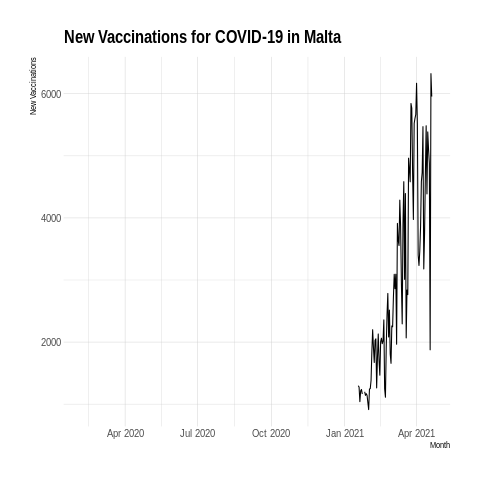 New Vaccinations for COVID-19 in Malta
New Vaccinations
6000
4000
2000
Apr 2020 Jul 2020 Oct 2020 Jan 2021 Apr 2021
Month